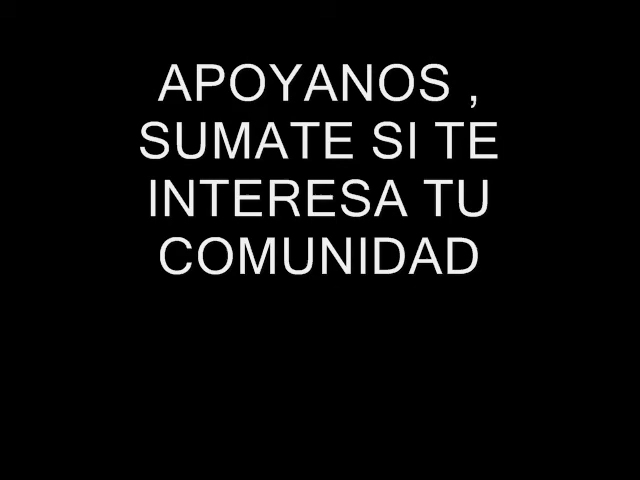 APOYANOS ,
SUMATE SI TE
INTERESA TU
COMUNIDAD